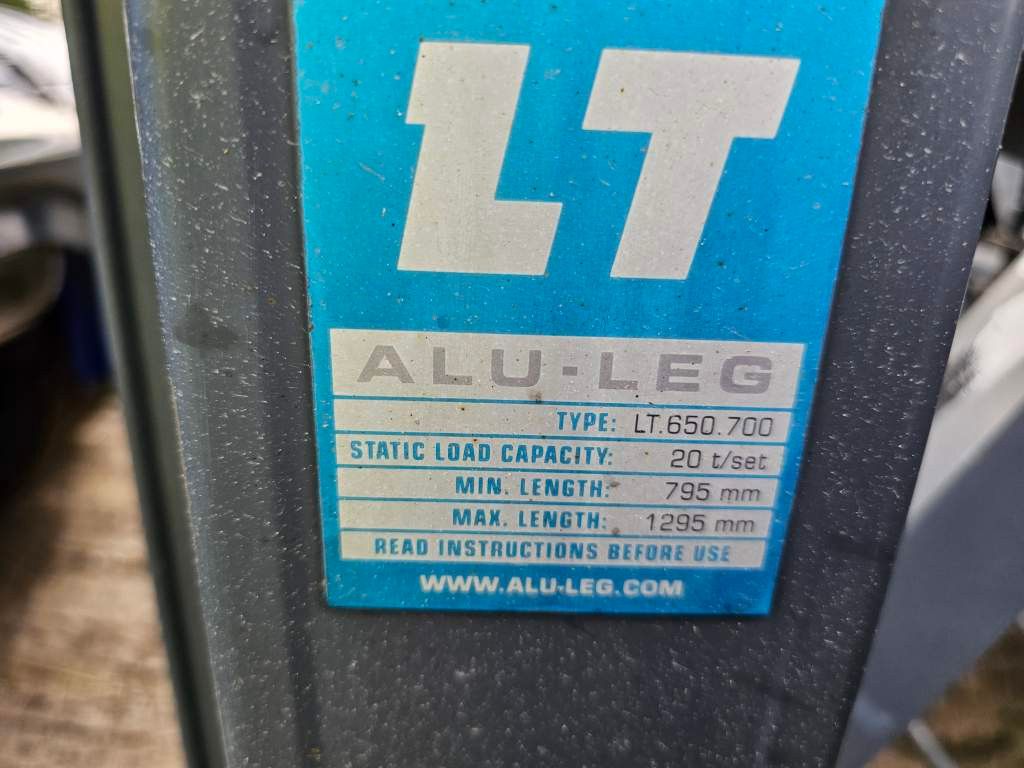 LT
ALU-LEG
TYPE: LT.650.700
STATIC LOAD CAPACITY: 20 t/set
MIN. LENGTH: 795 mm
MAX. LENGTH: 1295 mm
READ INSTRUCTIONS BEFORE USE
WWW.ALU-LEG.COM